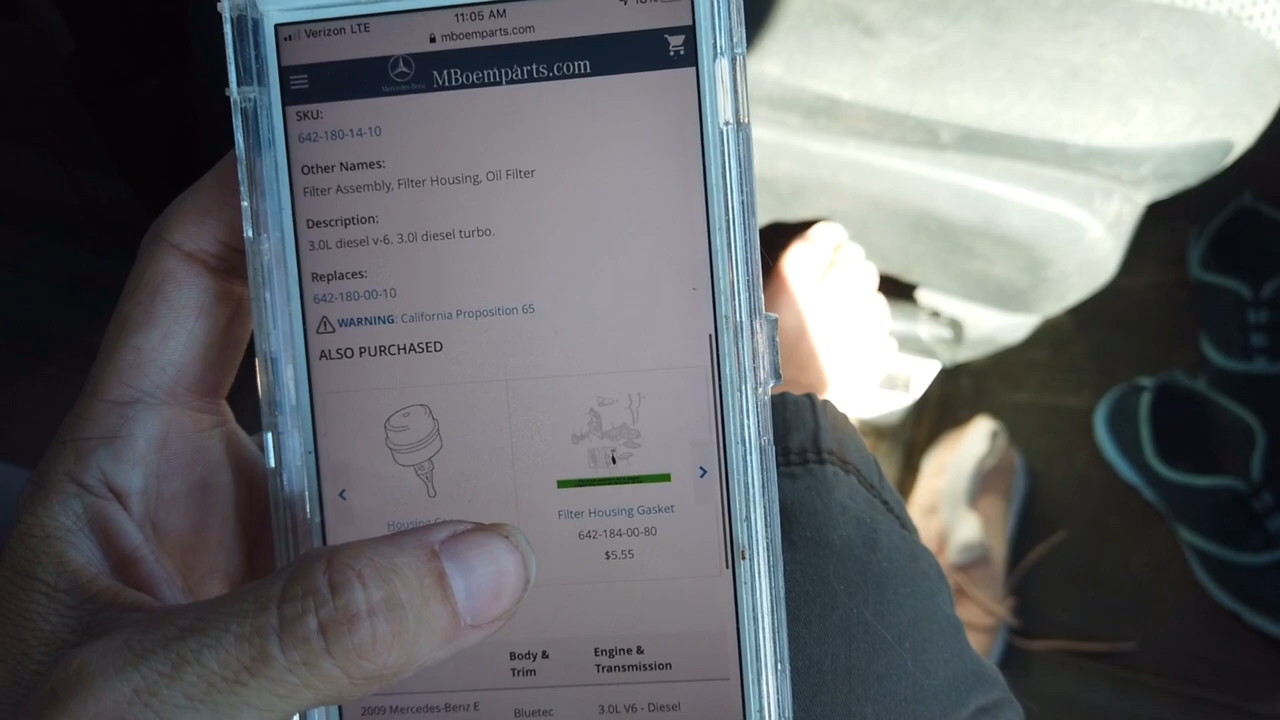 Verizon LTE
11:05 AM
mboemparts.com
Mercedes-Benz
MBoemparts.com
SKU:
642-180-14-10
Other Names:
Filter Assembly, Filter Housing, Oil Filter
Description:
3.0L diesel v-6. 3.0l diesel turbo.
Replaces:
642-180-00-10
WARNING: California Proposition 65
ALSO PURCHASED
Housing
Filter Housing Gasket
642-184-00-80
$5.55
Body &
Trim
Engine &
Transmission
2009 Mercedes-Benz E
Bluetec
3.0L V6 - Diesel